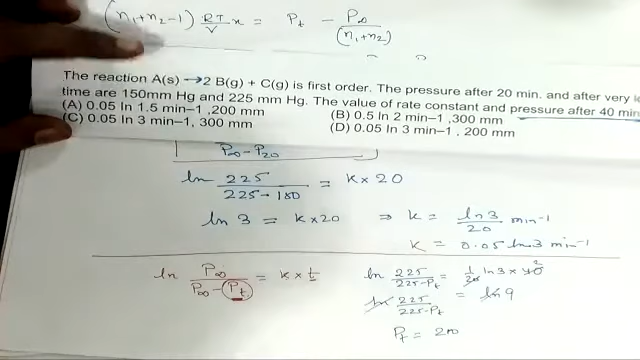 (n₁+n₂-1) RT/V x = Pt - P∞/(n₁+n₂)
The reaction A(s) → 2 B(g) + C(g) is first order. The pressure after 20 min. and after very
time are 150mm Hg and 225 mm Hg. The value of rate constant and pressure after 40 min
(A) 0.05 ln 1.5 min–1 ,200 mm (B) 0.5 ln 2 min–1 ,300 mm
(C) 0.05 ln 3 min–1, 300 mm (D) 0.05 ln 3 min–1 , 200 mm
P∞-P₂₀
ln 225/(225-150) = K×20
ln 3 = K×20 ⇒ K = ln3/20 min⁻¹
K = 0.05 ln 3 min⁻¹
ln P∞/(P∞-Pt) = K × t
ln 225/(225-Pt) = 1/20 ln 3 × 40 2
ln 225/(225-Pt) = ln 9
Pt = 200